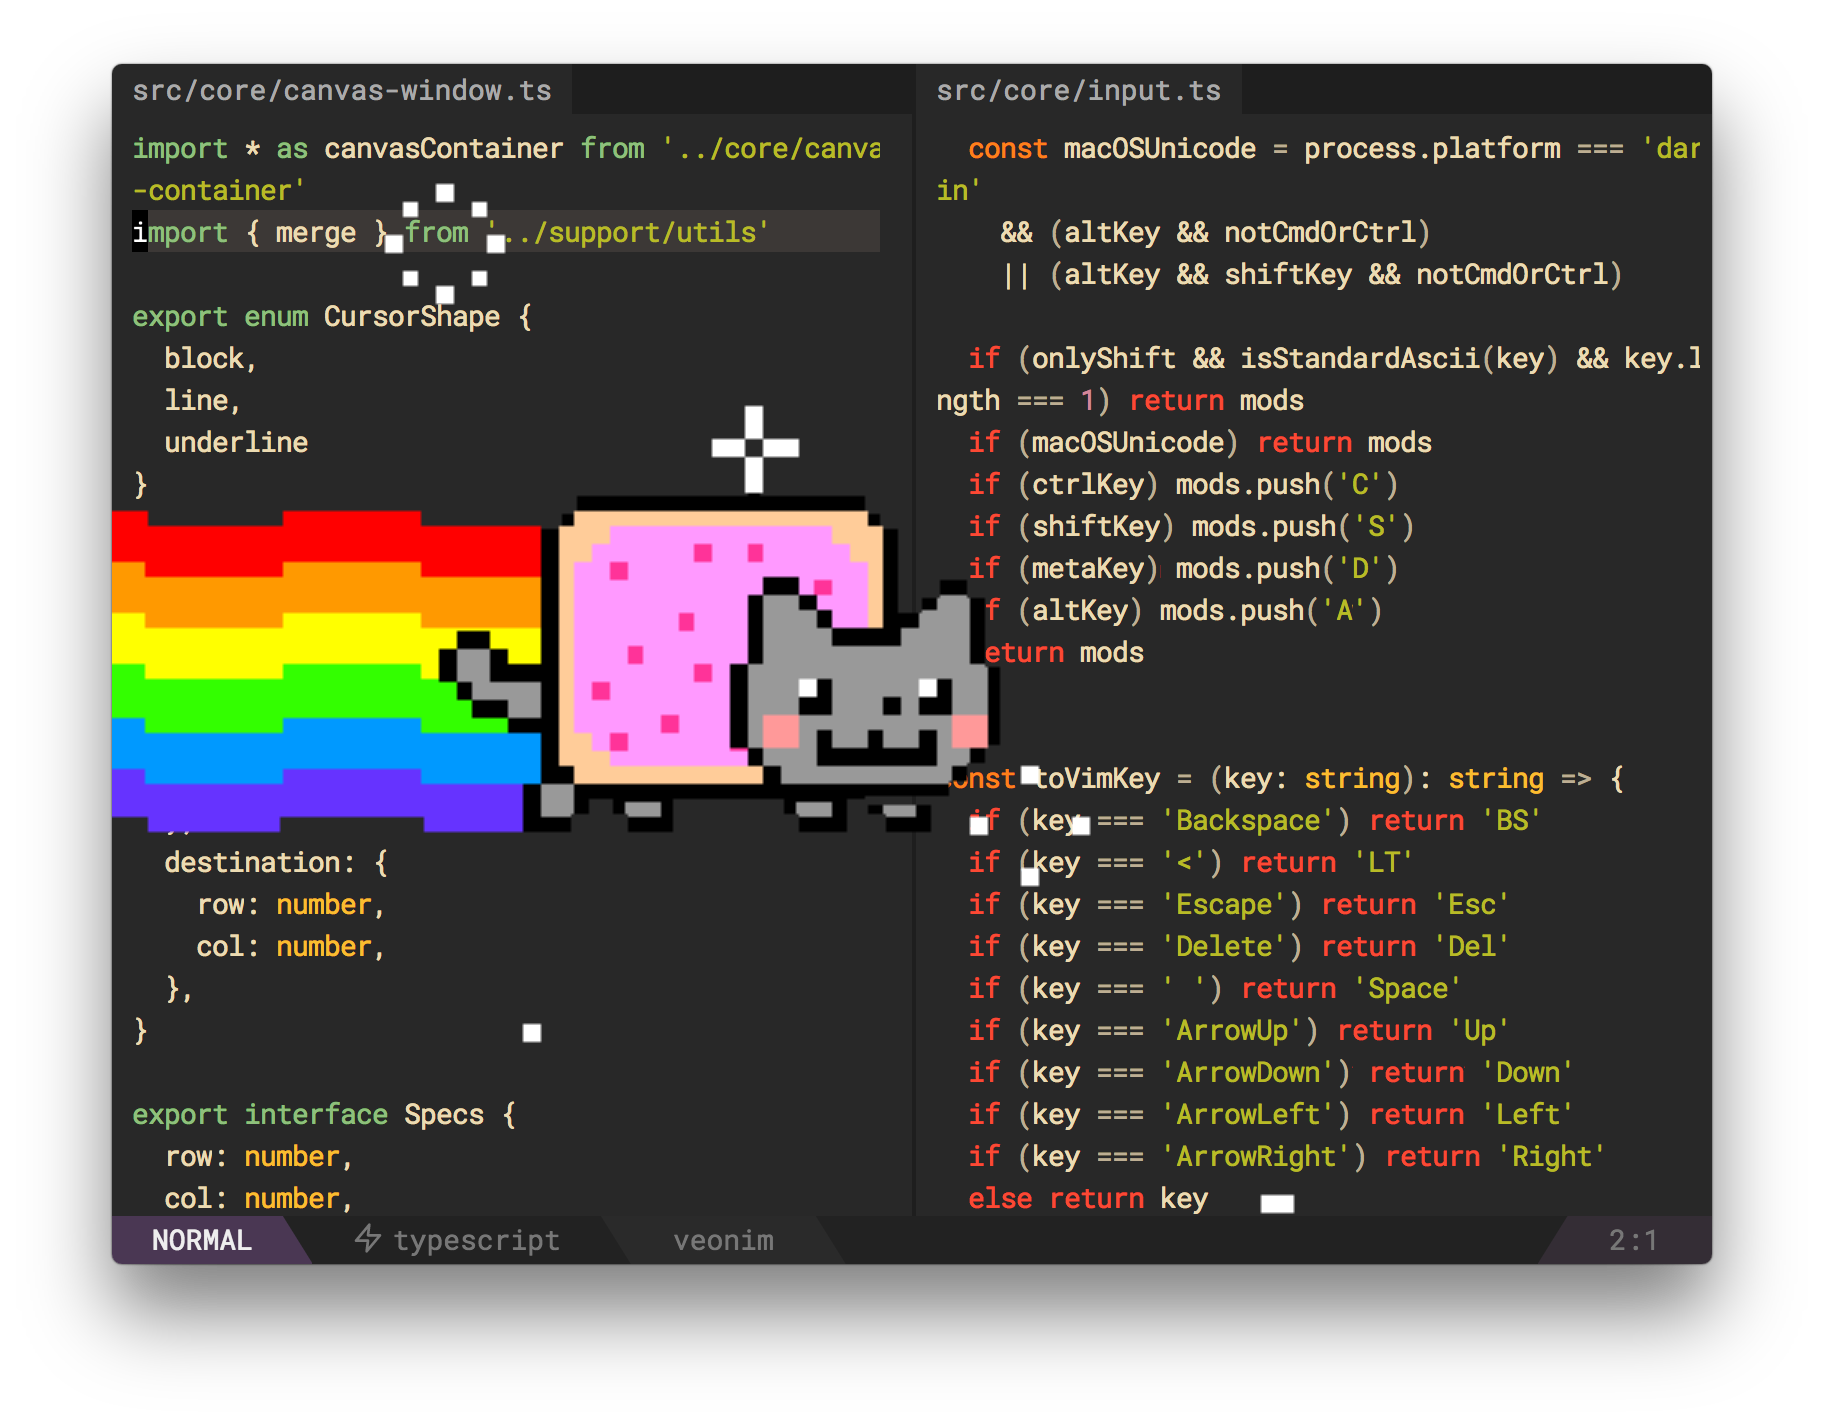 src/core/canvas-window.ts
import * as canvasContainer from '../core/canva
-container'
import { merge } from '../support/utils'
export enum CursorShape {
  block,
  line,
  underline
}
  destination: {
    row: number,
    col: number,
  },
}
export interface Specs {
  row: number,
  col: number,
src/core/input.ts
  const macOSUnicode = process.platform === 'dar
in'
    && (altKey && notCmdOrCtrl)
    || (altKey && shiftKey && notCmdOrCtrl)
  if (onlyShift && isStandardAscii(key) && key.l
ngth === 1) return mods
  if (macOSUnicode) return mods
  if (ctrlKey) mods.push('C')
  if (shiftKey) mods.push('S')
  if (metaKey) mods.push('D')
  f (altKey) mods.push('A')
  eturn mods
const toVimKey = (key: string): string => {
  if (key === 'Backspace') return 'BS'
  if (key === '<') return 'LT'
  if (key === 'Escape') return 'Esc'
  if (key === 'Delete') return 'Del'
  if (key === ' ') return 'Space'
  if (key === 'ArrowUp') return 'Up'
  if (key === 'ArrowDown') return 'Down'
  if (key === 'ArrowLeft') return 'Left'
  if (key === 'ArrowRight') return 'Right'
  else return key
NORMAL typescript veonim 2:1